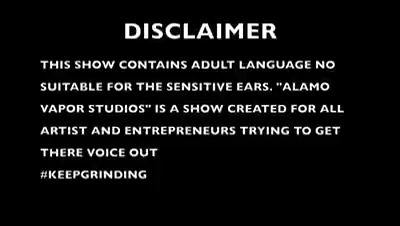 DISCLAIMER
THIS SHOW CONTAINS ADULT LANGUAGE NO
SUITABLE FOR THE SENSITIVE EARS. "ALAMO
VAPOR STUDIOS" IS A SHOW CREATED FOR ALL
ARTIST AND ENTREPRENEURS TRYING TO GET
THERE VOICE OUT
#KEEPGRINDING